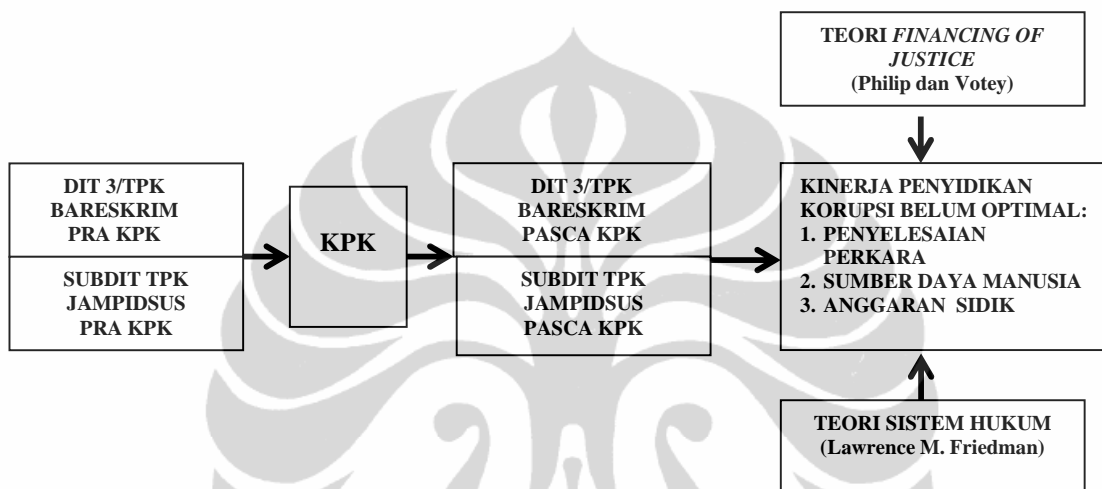 TEORI FINANCING OF
JUSTICE
(Philip dan Votey)
DIT 3/TPK
BARESKRIM
PRA KPK
SUBDIT TPK
JAMPIDSUS
PRA KPK
KPK
DIT 3/TPK
BARESKRIM
PASCA KPK
SUBDIT TPK
JAMPIDSUS
PASCA KPK
KINERJA PENYIDIKAN
KORUPSI BELUM OPTIMAL:
1. PENYELESAIAN
PERKARA
2. SUMBER DAYA MANUSIA
3. ANGGARAN SIDIK
TEORI SISTEM HUKUM
(Lawrence M. Friedman)